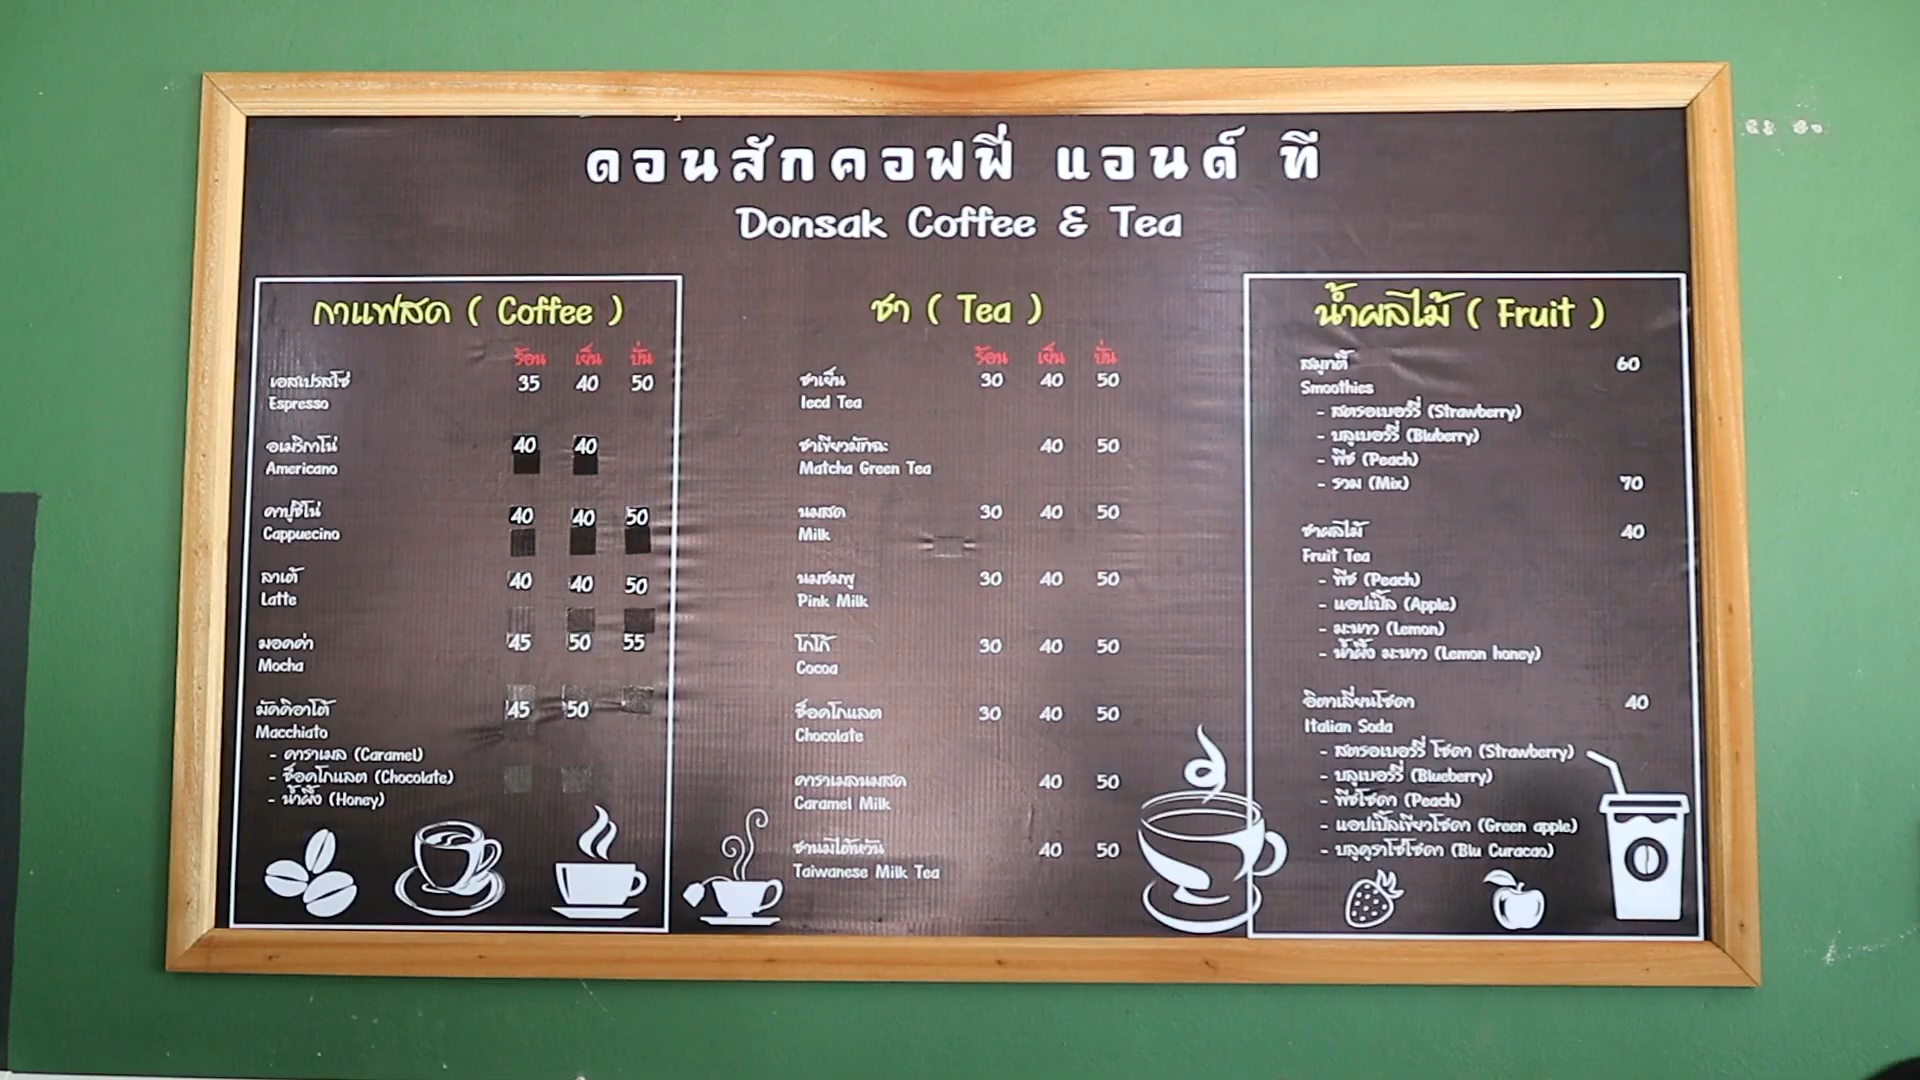 ดอนสักคอฟฟี่ แอนด์ ที
Donsak Coffee & Tea
กาแฟสด ( Coffee )
ร้อน เย็น ปั่น
เอสเปรสโซ่ 35 40 50
Espresso
อเมริกาโน่ 40 40
Americano
คาปูชิโน่ 40 40 50
Cappuccino
ลาเต้ 40 40 50
Latte
มอคค่า 45 50 55
Mocha
มัคคิอาโต้ 45 50
Macchiato
- คาราเมล (Caramel)
- ช็อคโกแลต (Chocolate)
- น้ำผึ้ง (Honey)
ชา ( Tea )
ร้อน เย็น ปั่น
ชาเย็น 30 40 50
Iecd Tea
ชาเขียวมัทฉะ 40 50
Matcha Green Tea
นมสด 30 40 50
Milk
นมชมพู 30 40 50
Pink Milk
โกโก้ 30 40 50
Cocoa
ช็อคโกแลต 30 40 50
Chocolate
คาราเมลนมสด 40 50
Caramel Milk
ชานมไต้หวัน 40 50
Taiwanese Milk Tea
น้ำผลไม้ ( Fruit )
สมูทตี้ 60
Smoothies
- สตรอเบอร์รี่ (Strawberry)
- บลูเบอร์รี่ (Bluberry)
- พีช (Peach)
- รวม (Mix) 70
ชาผลไม้ 40
Fruit Tea
- พีช (Peach)
- แอปเปิ้ล (Apple)
- มะนาว (Lemon)
- น้ำผึ้ง มะนาว (Lemon honey)
อิตาเลี่ยนโซดา 40
Italian Soda
- สตรอเบอร์รี่ โซดา (Strawberry)
- บลูเบอร์รี่ (Blueberry)
- พีชโซดา (Peach)
- แอปเปิ้ลเขียวโซดา (Green apple)
- บลูคูราโซ่โซดา (Blu Curacao)